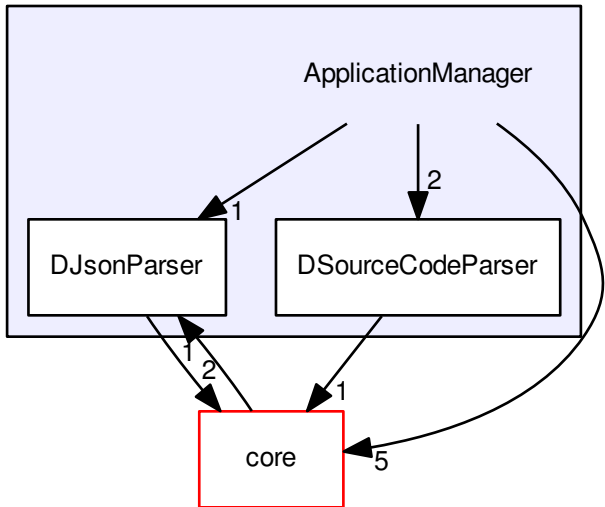 ApplicationManager
2
1
DJsonParser
DSourceCodeParser
1
2
1
core
5